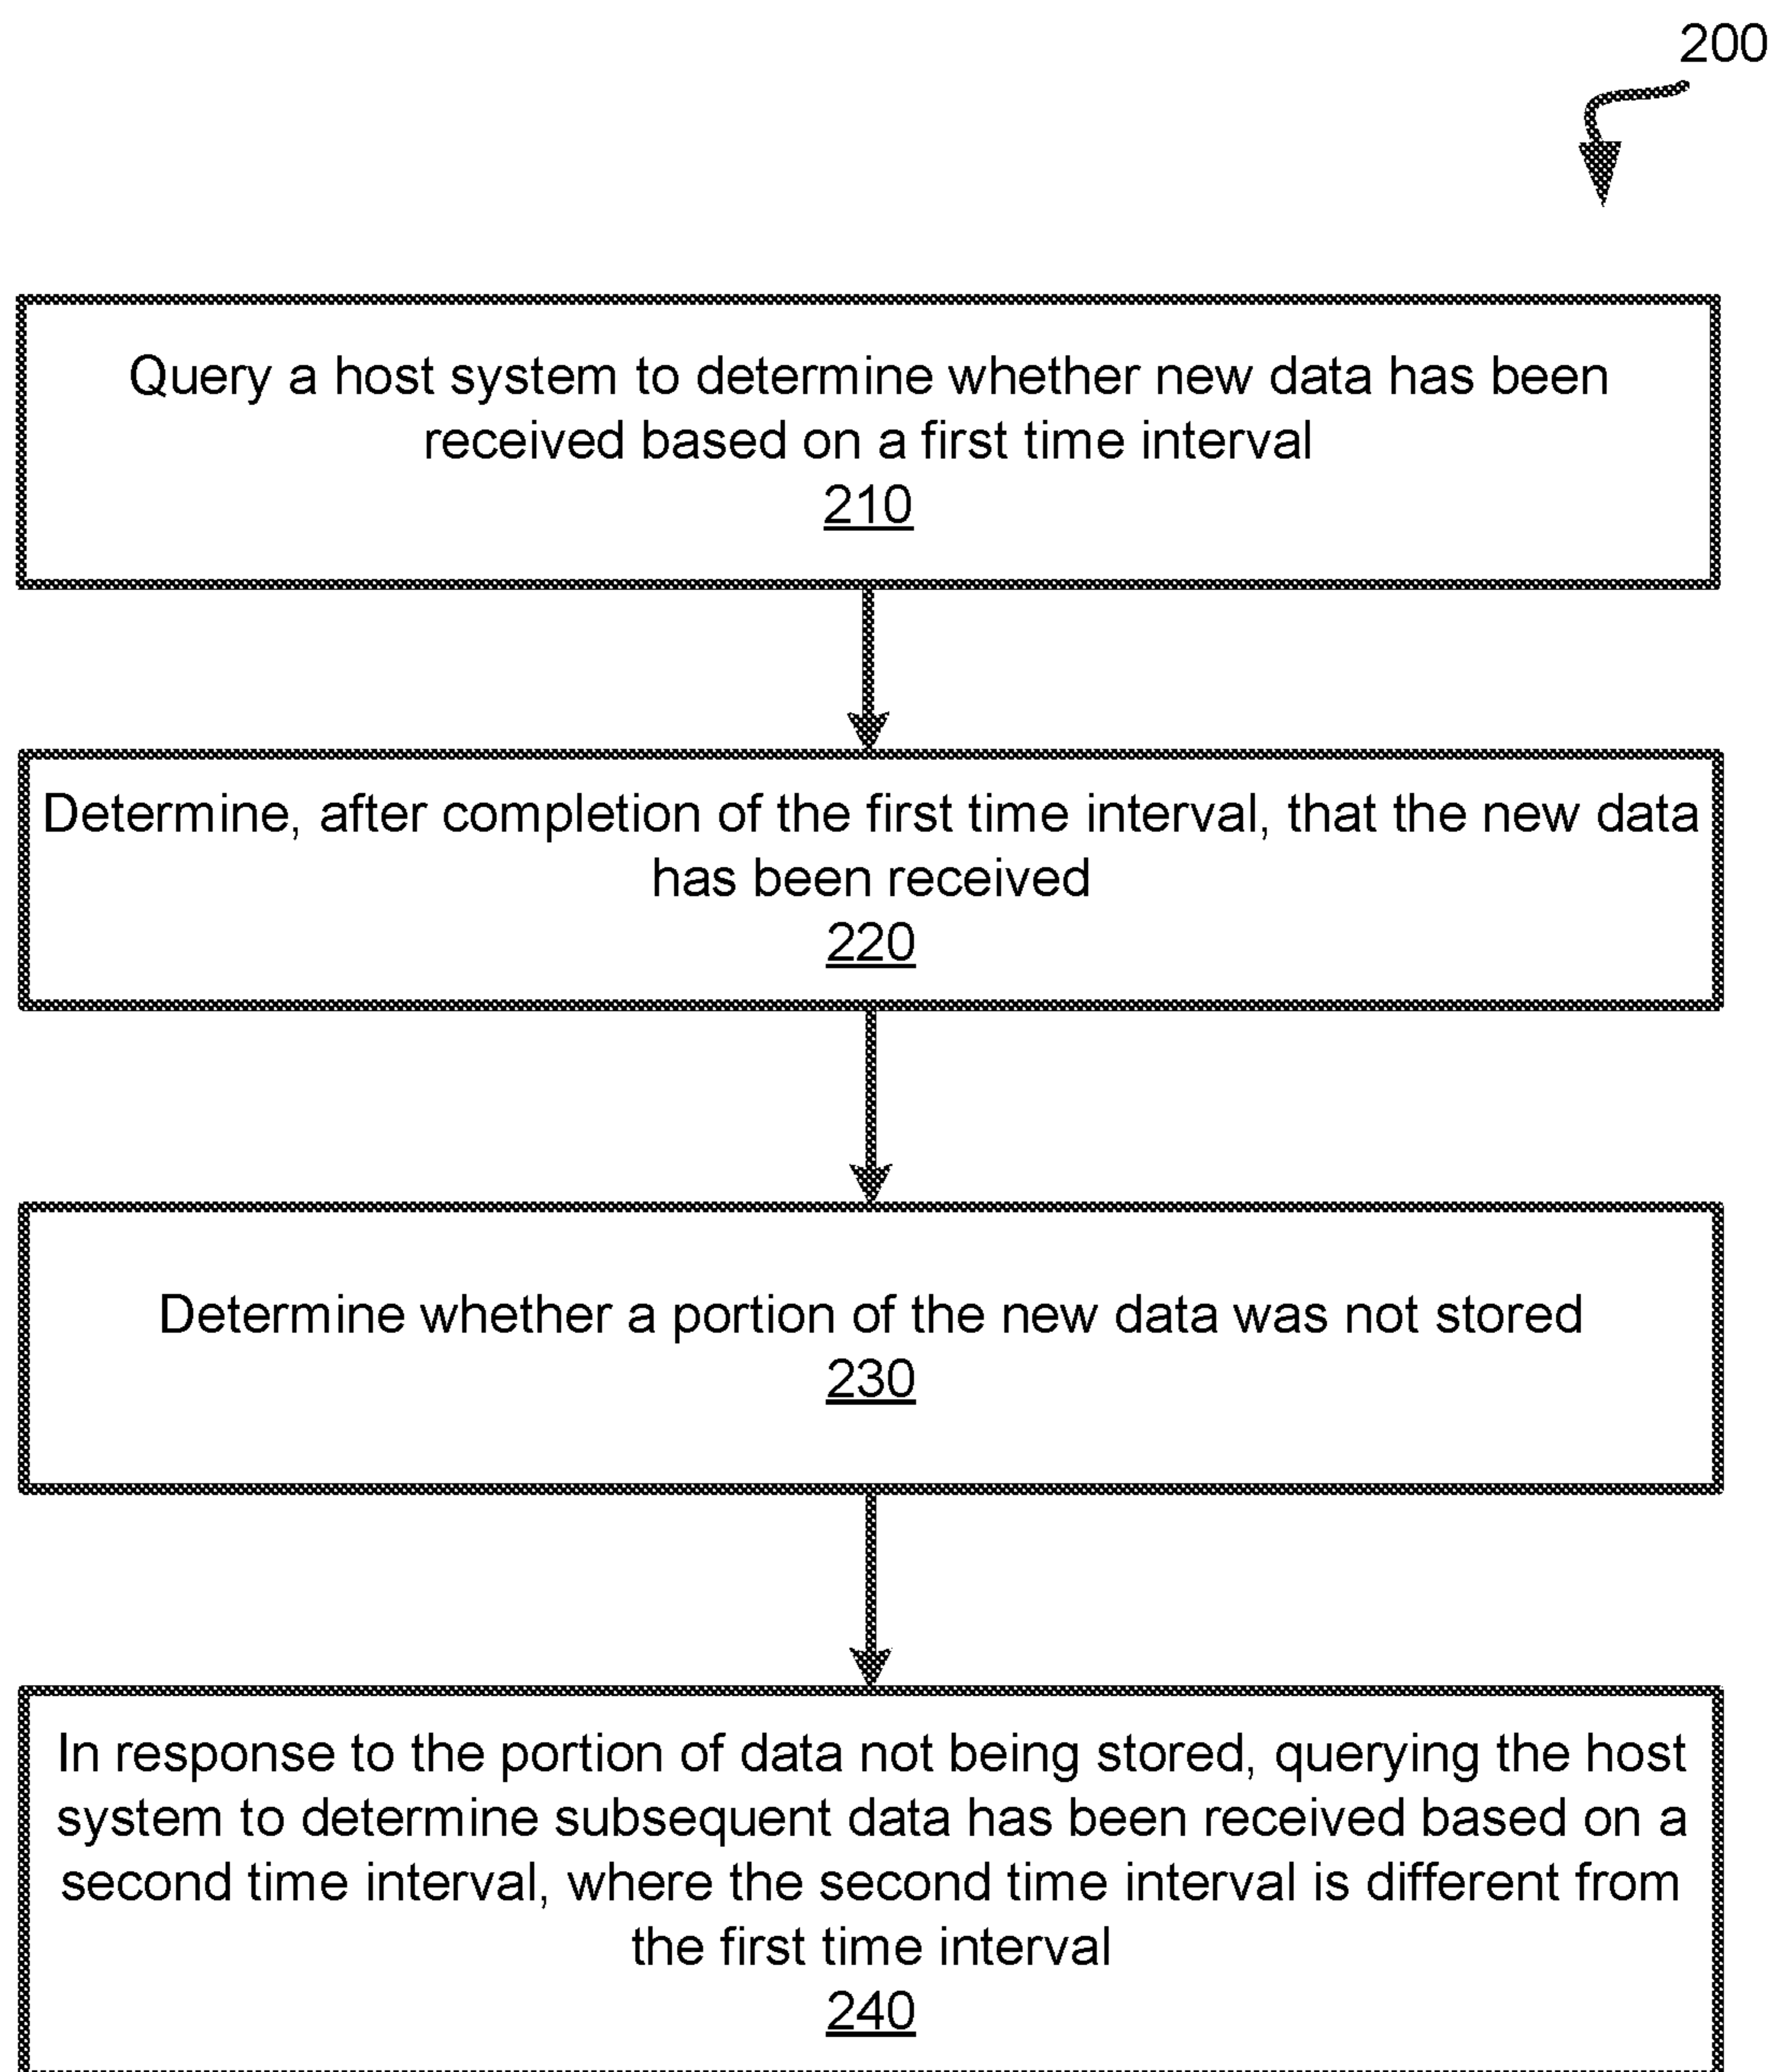 200
Query a host system to determine whether new data has been
received based on a first time interval
210
Determine, after completion of the first time interval, that the new data
has been received
220
Determine whether a portion of the new data was not stored
230
In response to the portion of data not being stored, querying the host
system to determine subsequent data has been received based on a
second time interval, where the second time interval is different from
the first time interval
240